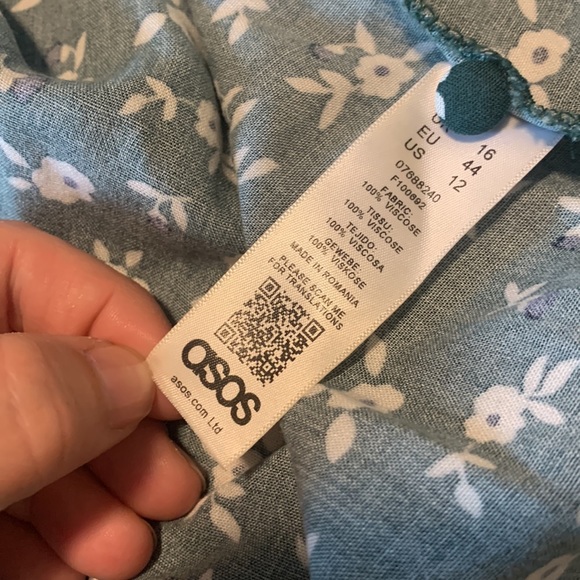 16
EU 44
US 12
07688240
F100692
FABRIC:
100% VISCOSE
TISSU:
100% VISCOSE
TEJIDO:
100% VISCOSA
GEWEBE:
100% VISKOSE
MADE IN ROMANIA
PLEASE SCAN ME
FOR TRANSLATIONS
asos
asos.com Ltd